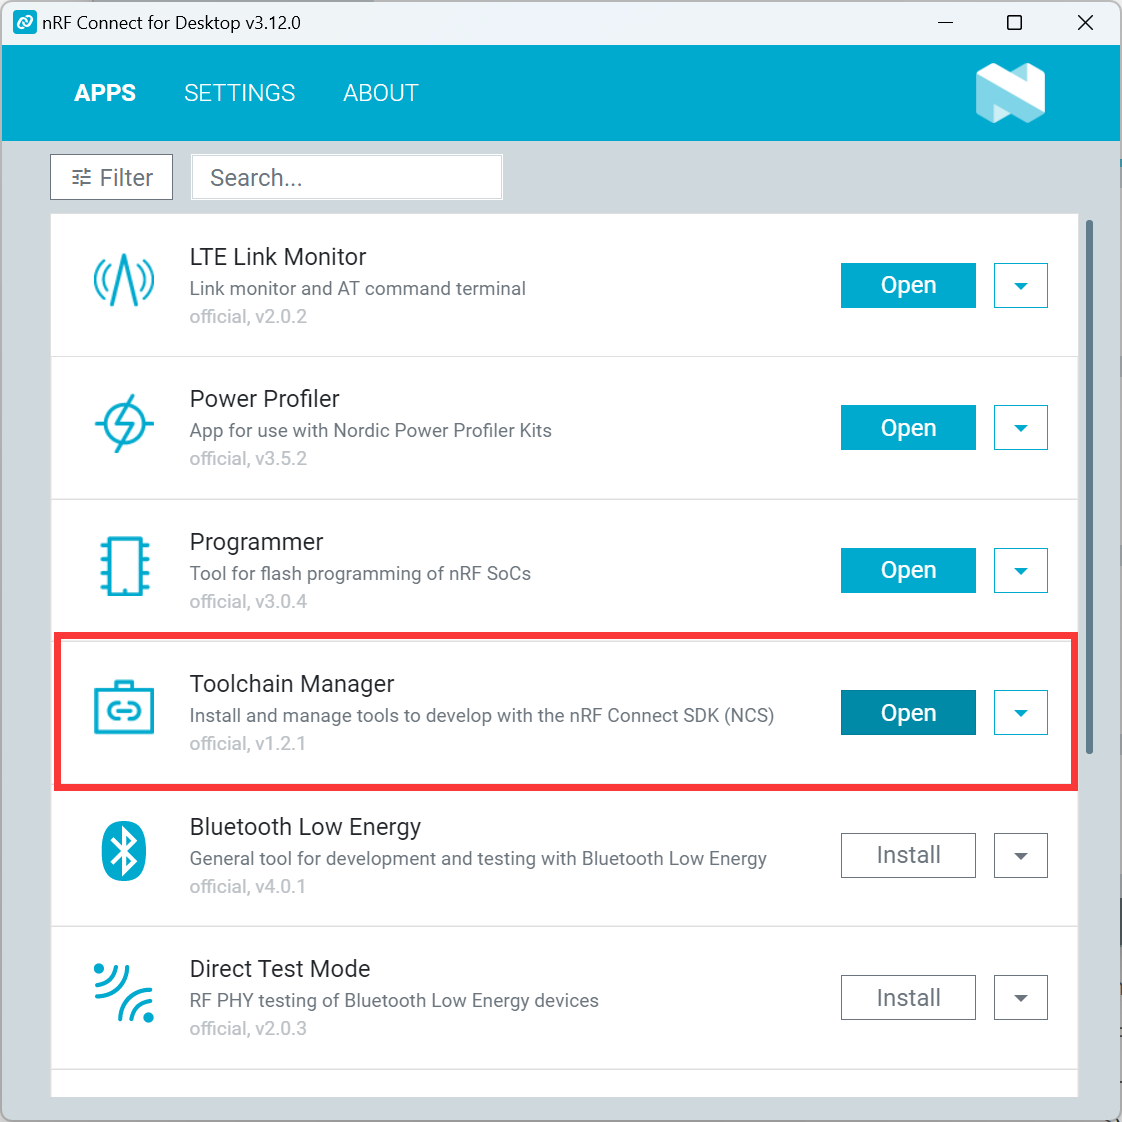 nRF Connect for Desktop v3.12.0
APPS SETTINGS ABOUT
Filter Search...
LTE Link Monitor
Link monitor and AT command terminal
official, v2.0.2
Open
Power Profiler
App for use with Nordic Power Profiler Kits
official, v3.5.2
Open
Programmer
Tool for flash programming of nRF SoCs
official, v3.0.4
Open
Toolchain Manager
Install and manage tools to develop with the nRF Connect SDK (NCS)
official, v1.2.1
Open
Bluetooth Low Energy
General tool for development and testing with Bluetooth Low Energy
official, v4.0.1
Install
Direct Test Mode
RF PHY testing of Bluetooth Low Energy devices
official, v2.0.3
Install